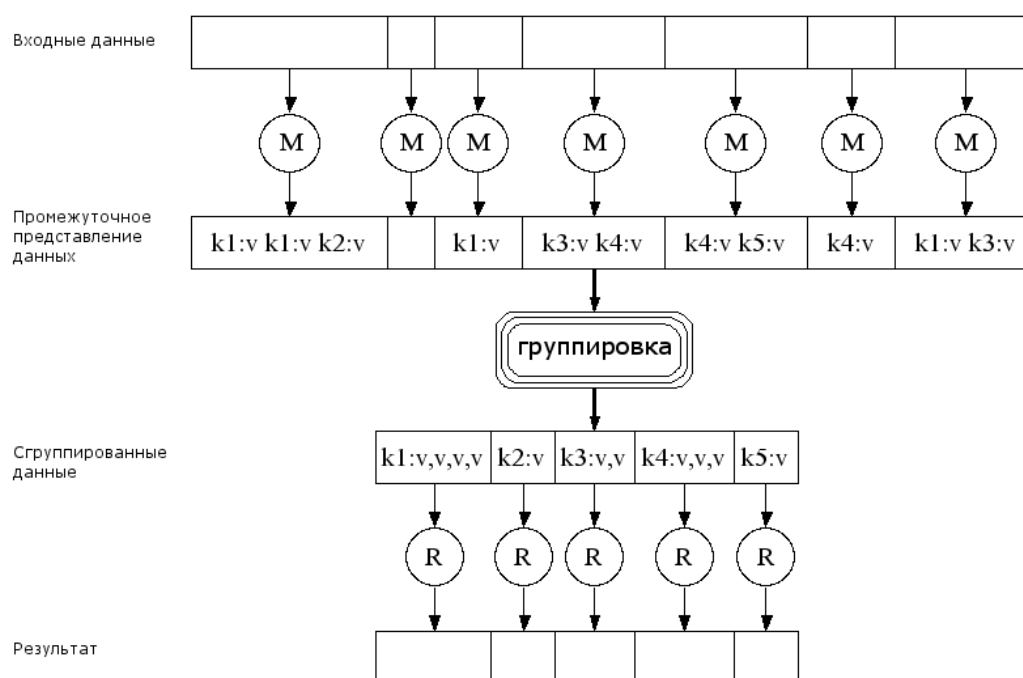 Входные данные
M M M M M M M
Промежуточное
представление
данных
k1:v k1:v k2:v k1:v k3:v k4:v k4:v k5:v k4:v k1:v k3:v
группировка
Сгруппированные
данные
k1:v,v,v,v k2:v k3:v,v k4:v,v,v k5:v
R R R R R
Результат